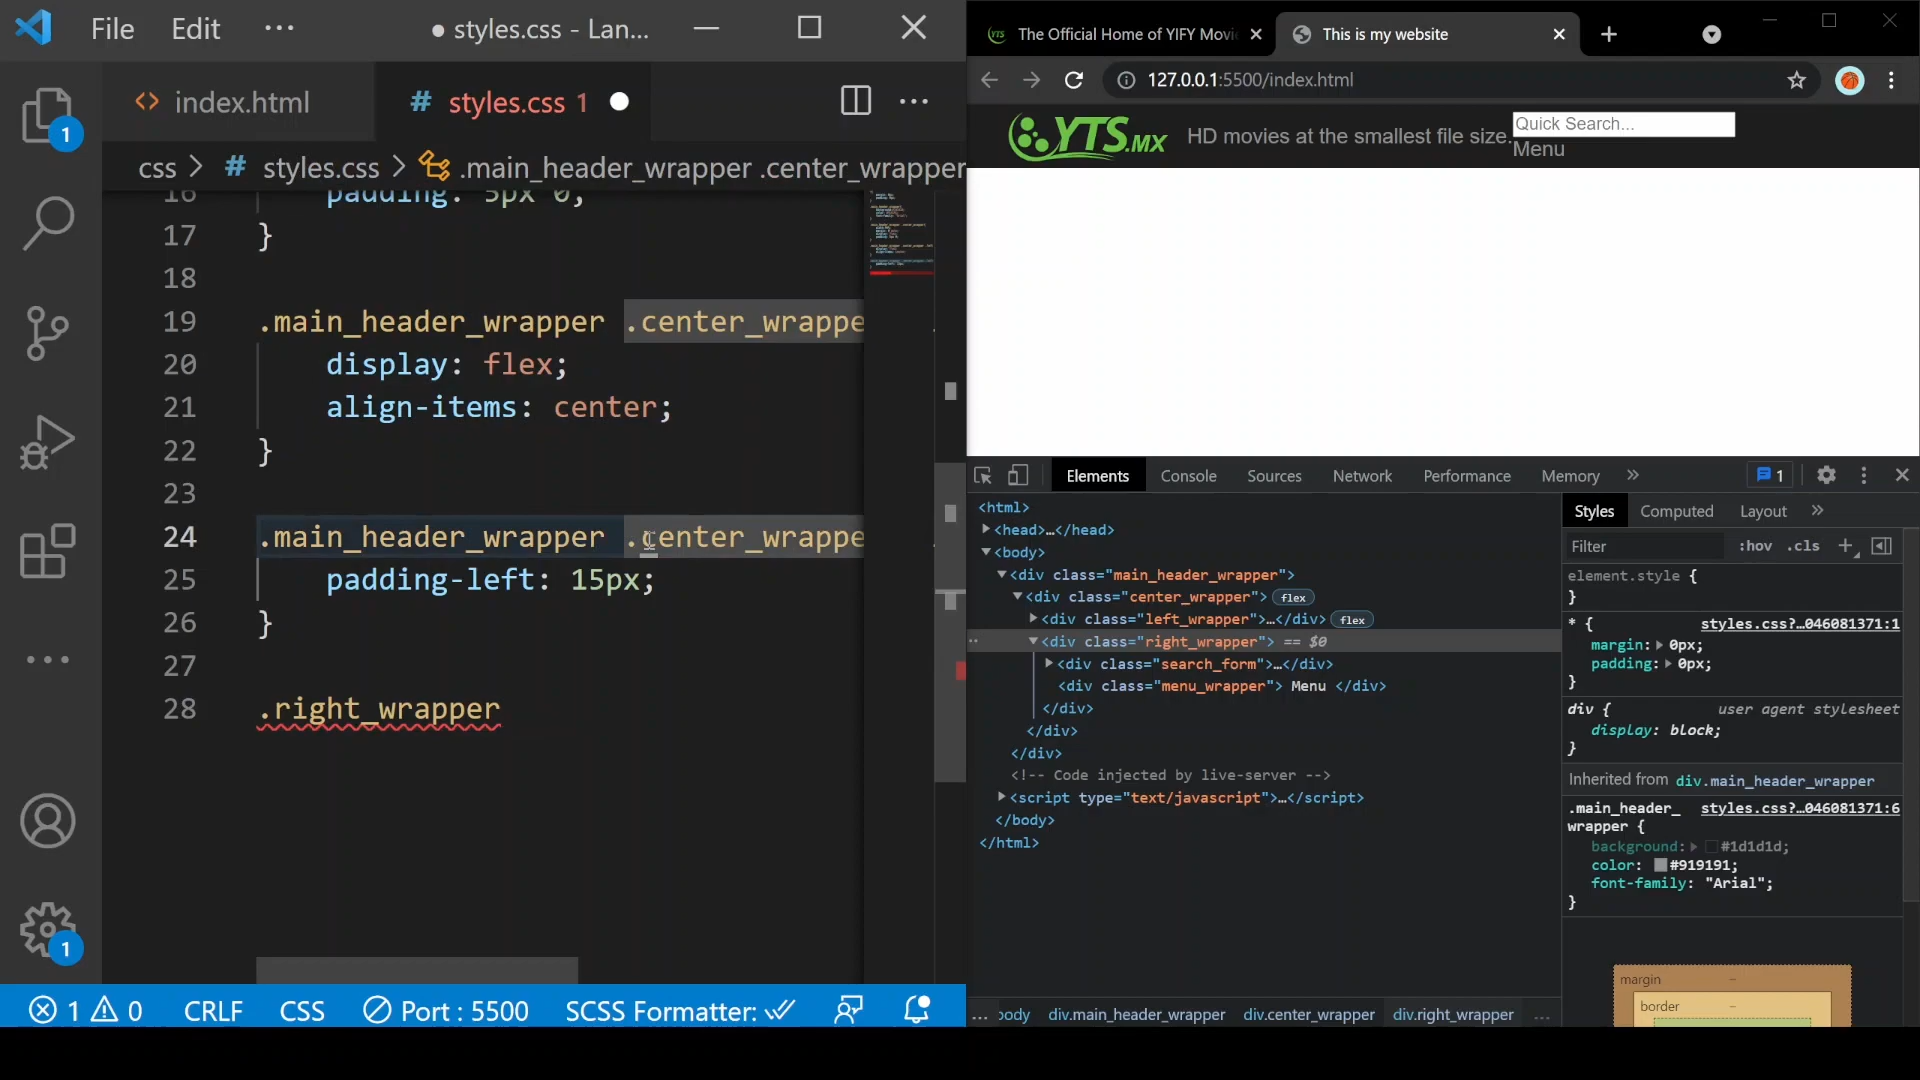 File Edit ··· ● styles.css - Lan...
index.html # styles.css 1
css > # styles.css > .main_header_wrapper .center_wrapper
16 padding: 5px 0;
17 }
18
19 .main_header_wrapper .center_wrappe
20 display: flex;
21 align-items: center;
22 }
23
24 .main_header_wrapper .center_wrappe
25 padding-left: 15px;
26 }
27
28 .right_wrapper
1
1
1 0 CRLF CSS Port : 5500 SCSS Formatter:
The Official Home of YIFY Movi This is my website
127.0.0.1:5500/index.html
YTS.MX HD movies at the smallest file size. Quick Search...
Menu
Elements Console Sources Network Performance Memory » 1
<html>
<head>…</head>
<body>
<div class="main_header_wrapper">
<div class="center_wrapper"> flex
<div class="left_wrapper">…</div> flex
<div class="right_wrapper"> == $0
<div class="search_form">…</div>
<div class="menu_wrapper"> Menu </div>
</div>
</div>
</div>
<!-- Code injected by live-server -->
<script type="text/javascript">…</script>
</body>
</html>
... body div.main_header_wrapper div.center_wrapper div.right_wrapper ...
Styles Computed Layout »
Filter :hov .cls +
element.style {
}
* { styles.css?…046081371:1
margin: 0px;
padding: 0px;
}
div { user agent stylesheet
display: block;
}
Inherited from div.main_header_wrapper
.main_header_ styles.css?…046081371:6
wrapper {
background: #1d1d1d;
color: #919191;
font-family: "Arial";
}
margin –
border –